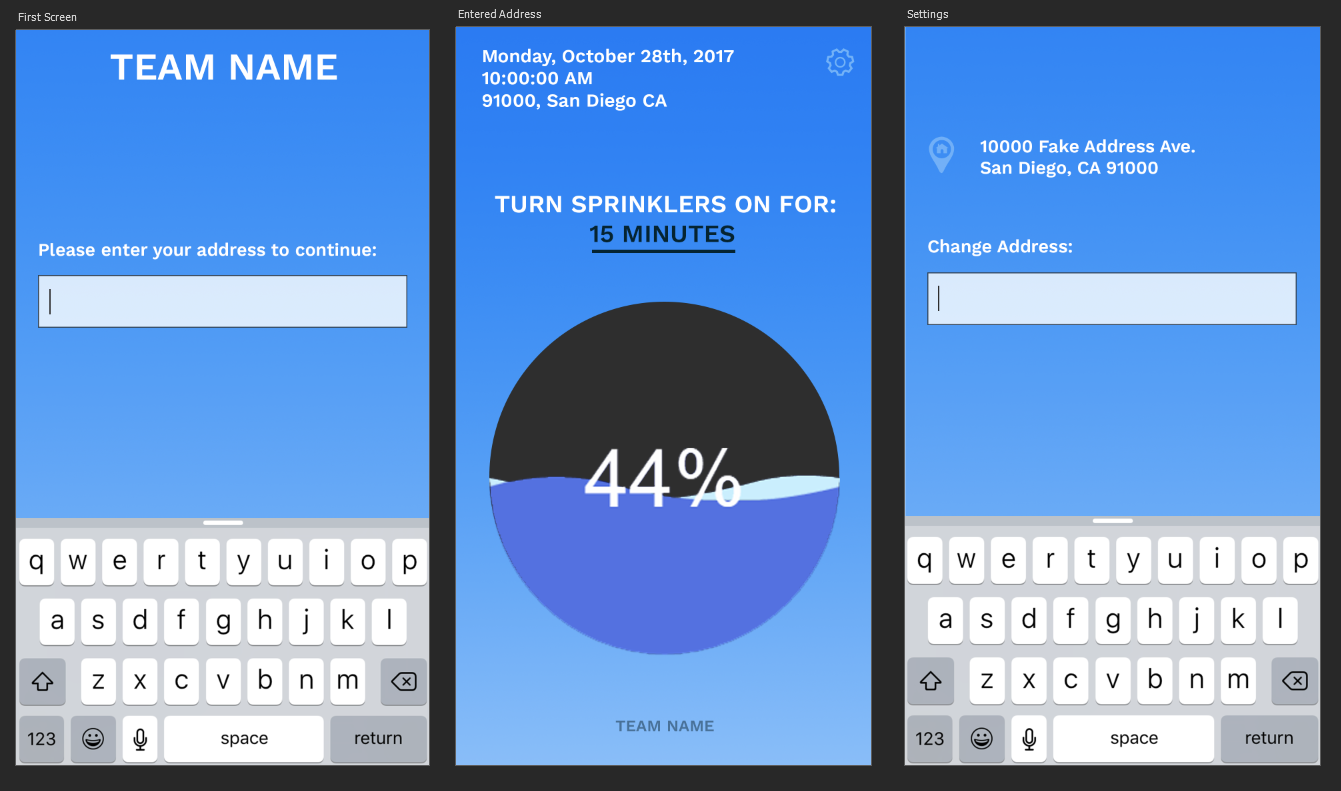 First Screen
TEAM NAME
Please enter your address to continue:
q w e r t y u i o p
a s d f g h j k l
z x c v b n m
123 space return
Entered Address
Monday, October 28th, 2017
10:00:00 AM
91000, San Diego CA
TURN SPRINKLERS ON FOR:
15 MINUTES
44%
TEAM NAME
Settings
10000 Fake Address Ave.
San Diego, CA 91000
Change Address:
q w e r t y u i o p
a s d f g h j k l
z x c v b n m
123 space return